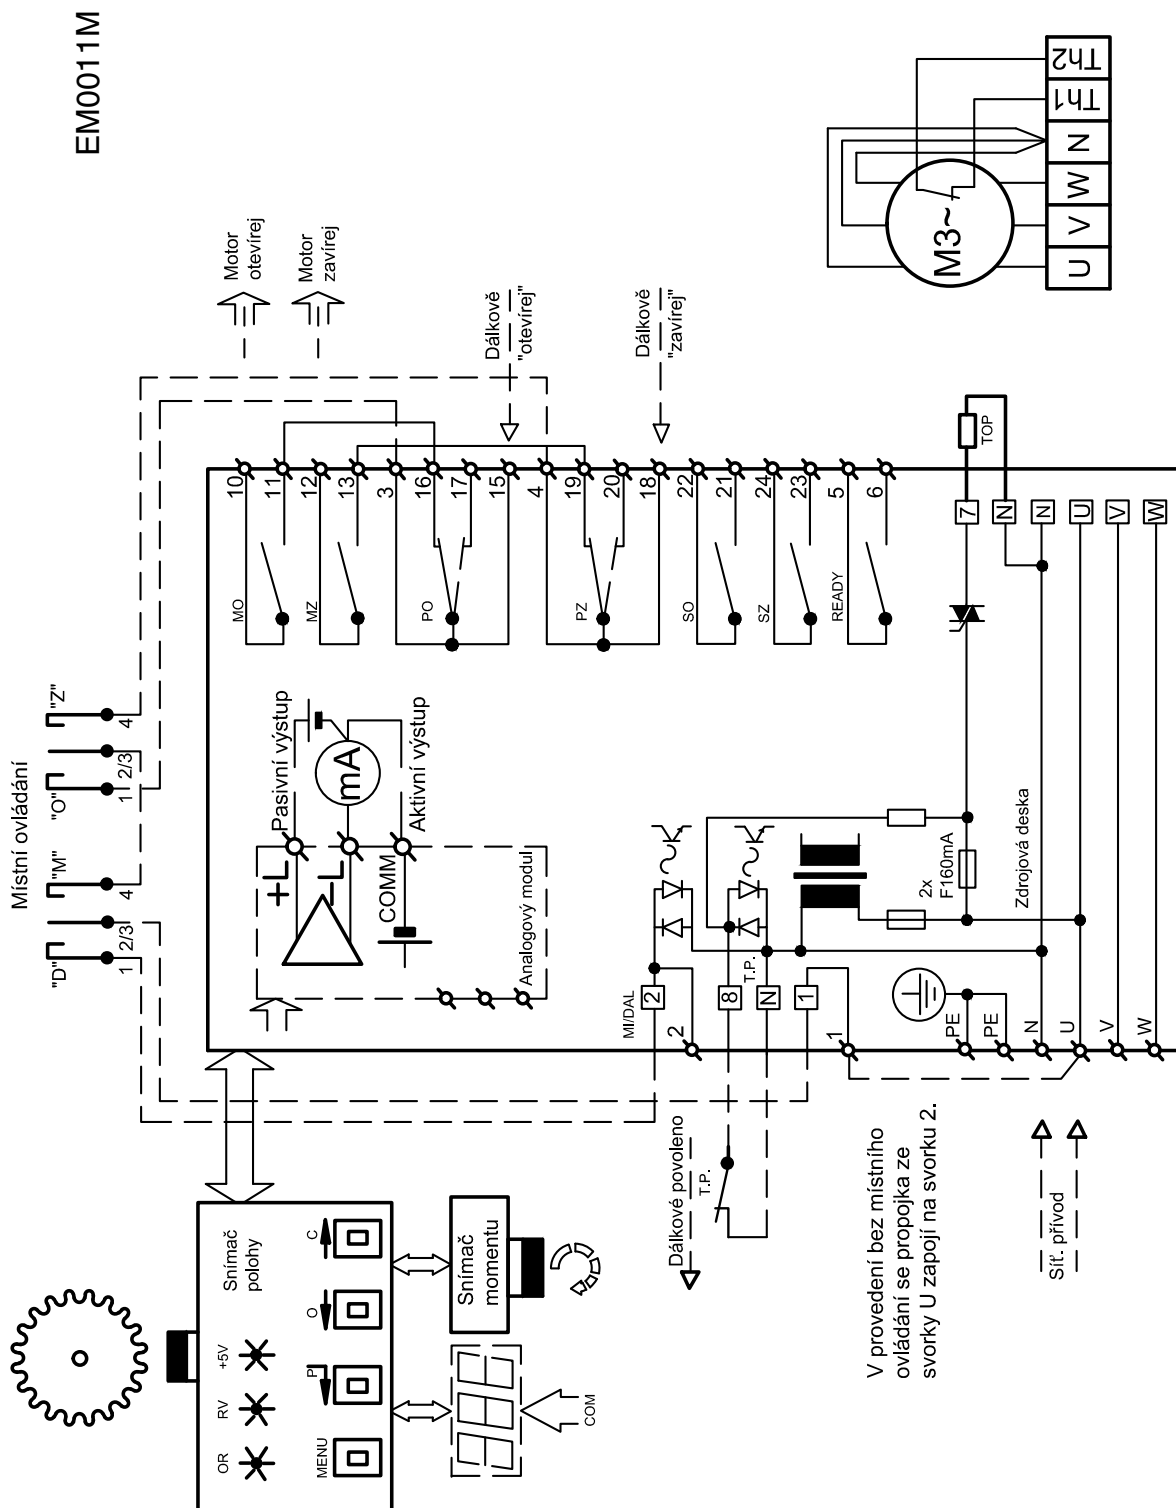 EM0011M
Místní ovládání
"D"
"M"
"O"
"Z"
1
2/3
4
1
2/3
4
Motor
otevírej
Motor
zavírej
Dálkově
"otevírej"
Dálkově
"zavírej"
10
11
12
13
3
16
17
15
4
19
20
18
22
21
24
23
5
6
MO
MZ
PO
PZ
SO
SZ
READY
Pasivní výstup
mA
Aktivní výstup
+L
-L
COMM
Analogový modul
MI/DAL
2
2
8
T.P.
N
1
1
2x
F160mA
Zdrojová deska
7
N
N
U
V
W
TOP
PE
PE
N
U
V
W
M3~
U
V
W
N
Th1
Th2
Snímač
polohy
+5V
RV
OR
C
O
P
MENU
Snímač
momentu
COM
Dálkové povoleno
T.P.
V provedení bez místního
ovládání se propojka ze
svorky U zapojí na svorku 2.
Síť. přívod